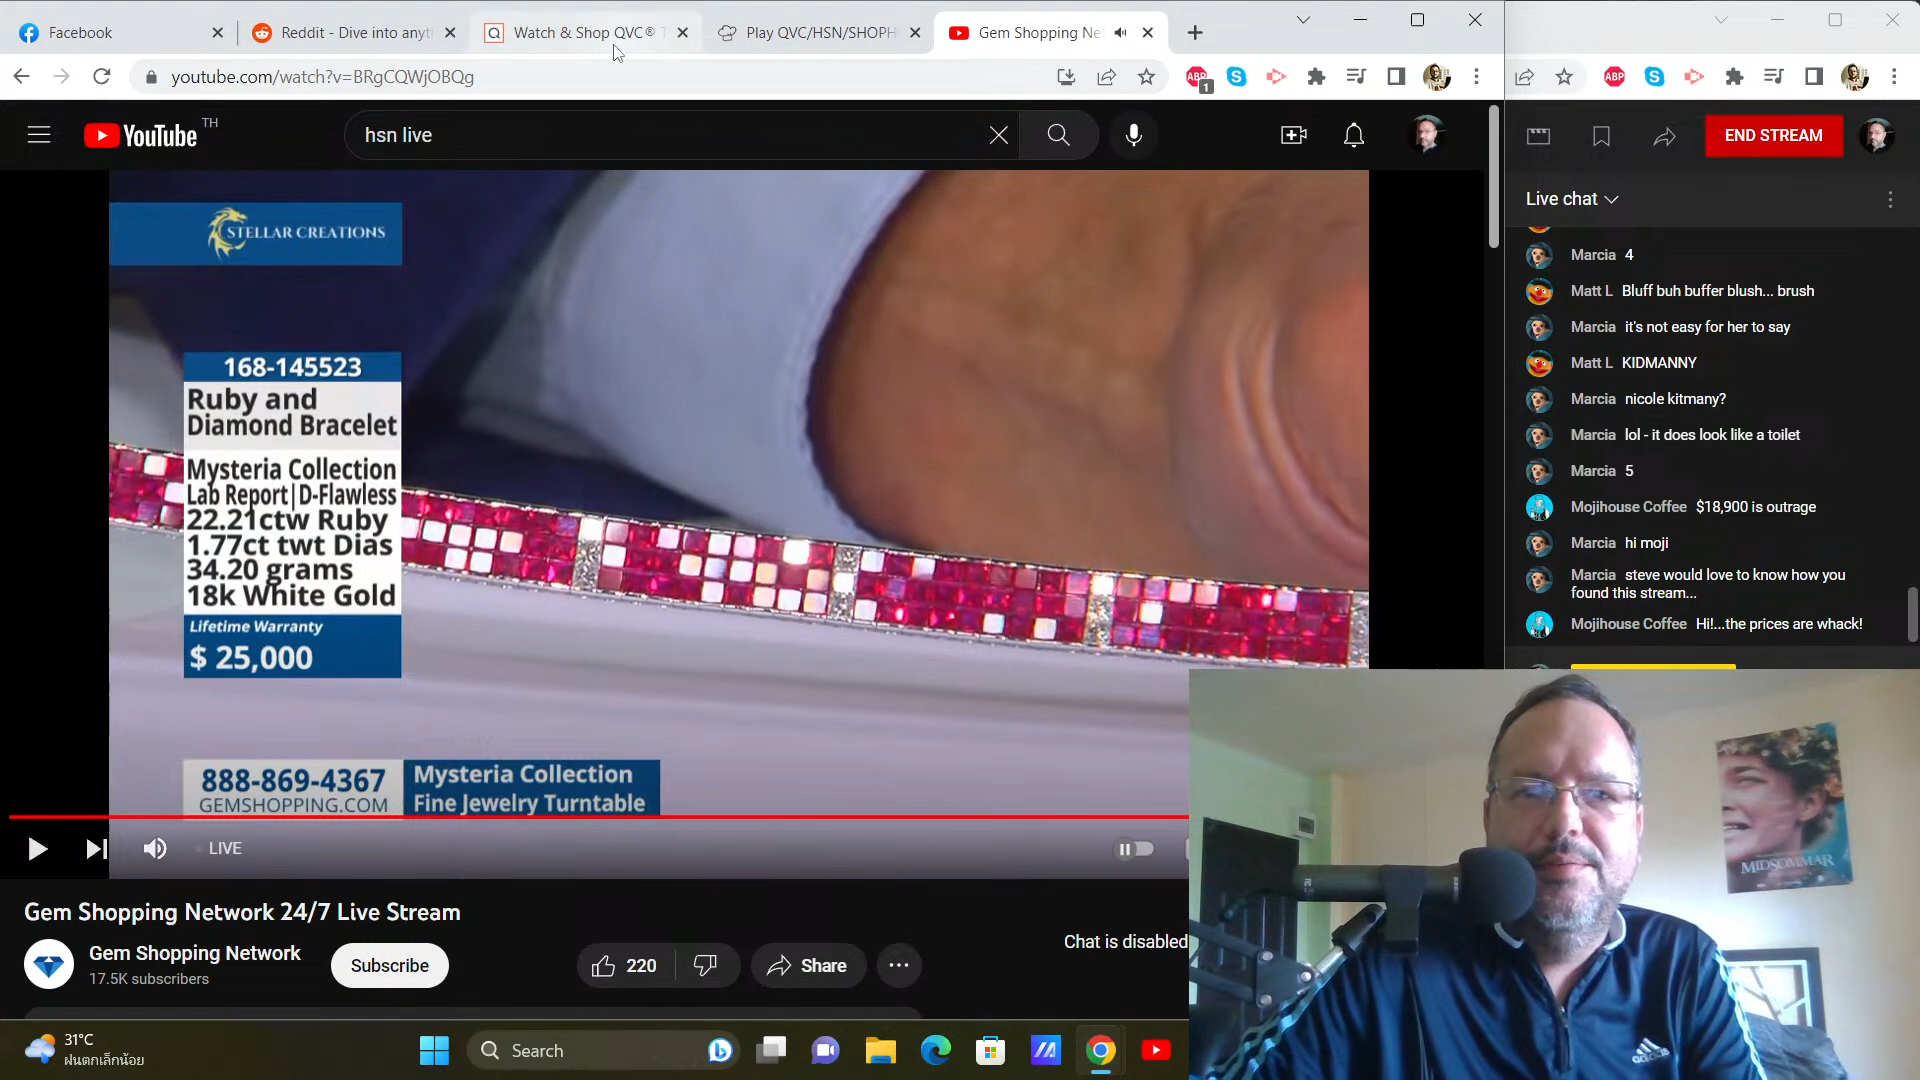 Facebook
Reddit - Dive into anyti
Watch & Shop QVC® T
Play QVC/HSN/SHOPH
Gem Shopping Ne
youtube.com/watch?v=BRgCQWjOBQg
ABP
1
ABP
YouTube TH
hsn live
END STREAM
Live chat
STELLAR CREATIONS
168-145523
Ruby and
Diamond Bracelet
Mysteria Collection
Lab Report|D-Flawless
22.21ctw Ruby
1.77ct twt Dias
34.20 grams
18k White Gold
Lifetime Warranty
$ 25,000
888-869-4367
GEMSHOPPING.COM
Mysteria Collection
Fine Jewelry Turntable
Marcia 4
Matt L Bluff buh buffer blush... brush
Marcia it's not easy for her to say
Matt L KIDMANNY
Marcia nicole kitmany?
Marcia lol - it does look like a toilet
Marcia 5
Mojihouse Coffee $18,900 is outrage
Marcia hi moji
Marcia steve would love to know how you
found this stream...
Mojihouse Coffee Hi!...the prices are whack!
LIVE
Gem Shopping Network 24/7 Live Stream
Gem Shopping Network
17.5K subscribers
Subscribe
220
Share
Chat is disabled
MIDSOMMAR
adidas
31°C
ฝนตกเล็กน้อย
Search